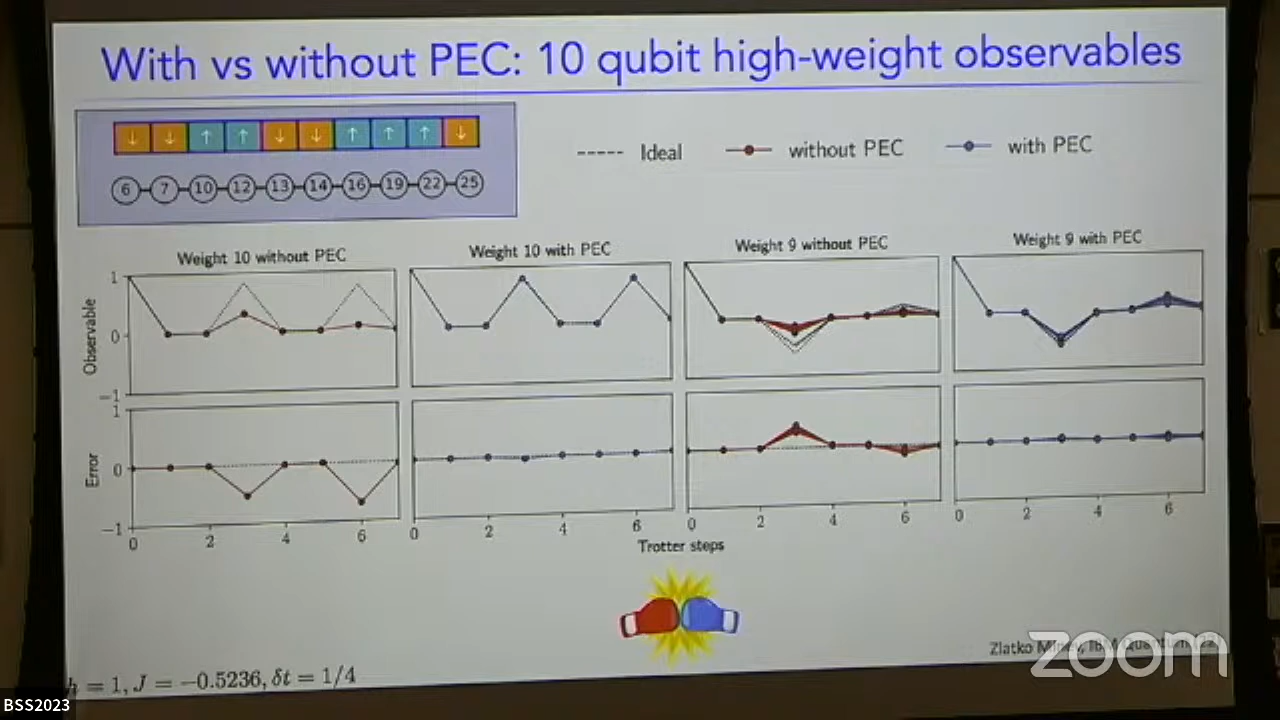 With vs without PEC: 10 qubit high-weight observables
↓ ↓ ↑ ↑ ↓ ↓ ↑ ↑ ↑ ↓
6 7 10 12 13 14 16 19 22 25
Ideal without PEC with PEC
Weight 10 without PEC Weight 10 with PEC Weight 9 without PEC Weight 9 with PEC
Observable
1
0
−1
Error
1
0
−1
0 2 4 6 0 2 4 6 0 2 4 6 0 2 4 6
Trotter steps
Zlatko
zoom
h = 1, J = −0.5236, δt = 1/4
BSS2023